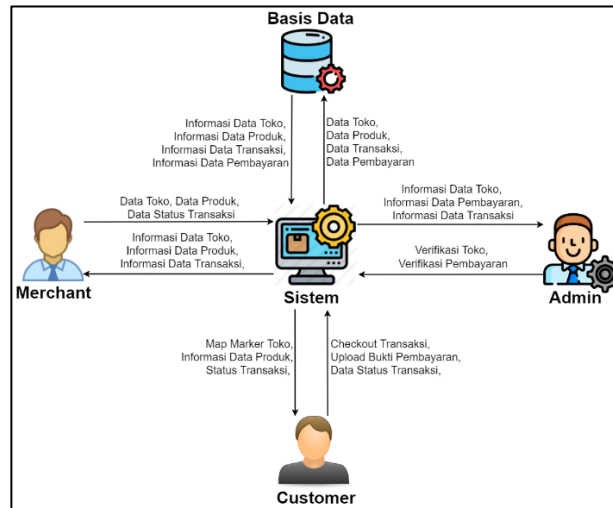 Basis Data
Informasi Data Toko,
Informasi Data Produk,
Informasi Data Transaksi,
Informasi Data Pembayaran
Data Toko,
Data Produk,
Data Transaksi,
Data Pembayaran
Data Toko, Data Produk,
Data Status Transaksi
Informasi Data Toko,
Informasi Data Produk,
Informasi Data Transaksi,
Merchant
Sistem
Informasi Data Toko,
Informasi Data Pembayaran,
Informasi Data Transaksi
Verifikasi Toko,
Verifikasi Pembayaran
Admin
Map Marker Toko,
Informasi Data Produk,
Status Transaksi
Checkout Transaksi,
Upload Bukti Pembayaran,
Data Status Transaksi,
Customer